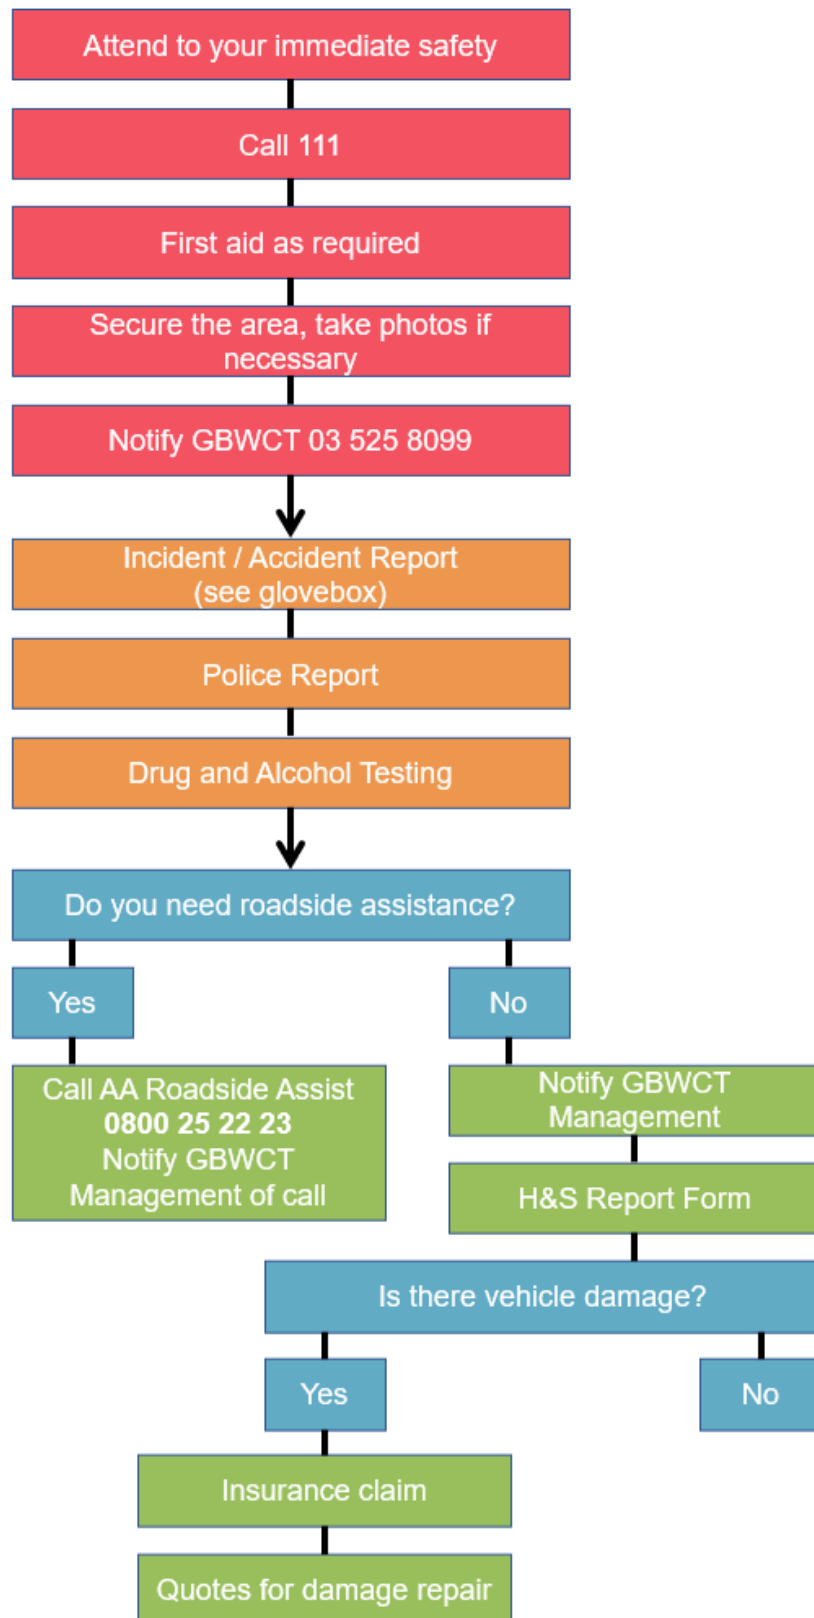 Attend to your immediate safety
Call 111
First aid as required
Secure the area, take photos if
necessary
Notify GBWCT 03 525 8099
Incident / Accident Report
(see glovebox)
Police Report
Drug and Alcohol Testing
Do you need roadside assistance?
Yes
No
Call AA Roadside Assist
0800 25 22 23
Notify GBWCT
Management of call
Notify GBWCT
Management
H&S Report Form
Is there vehicle damage?
Yes
No
Insurance claim
Quotes for damage repair